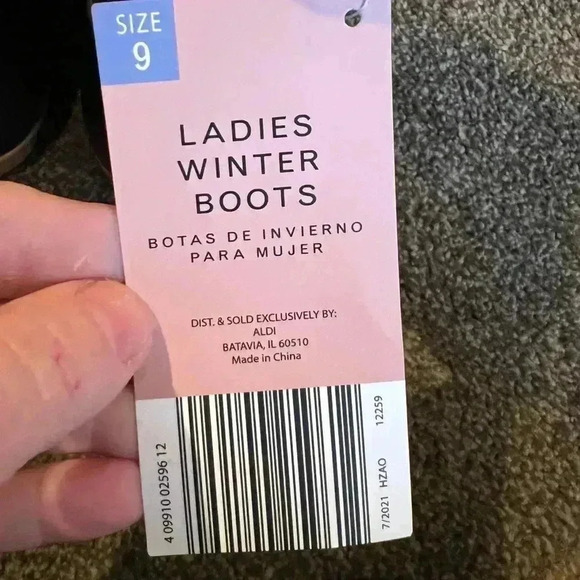 SIZE
9
LADIES
WINTER
BOOTS
BOTAS DE INVIERNO
PARA MUJER
DIST. & SOLD EXCLUSIVELY BY:
ALDI
BATAVIA, IL 60510
Made in China
4 09910 02596 12
7/2021 HZAO 12259